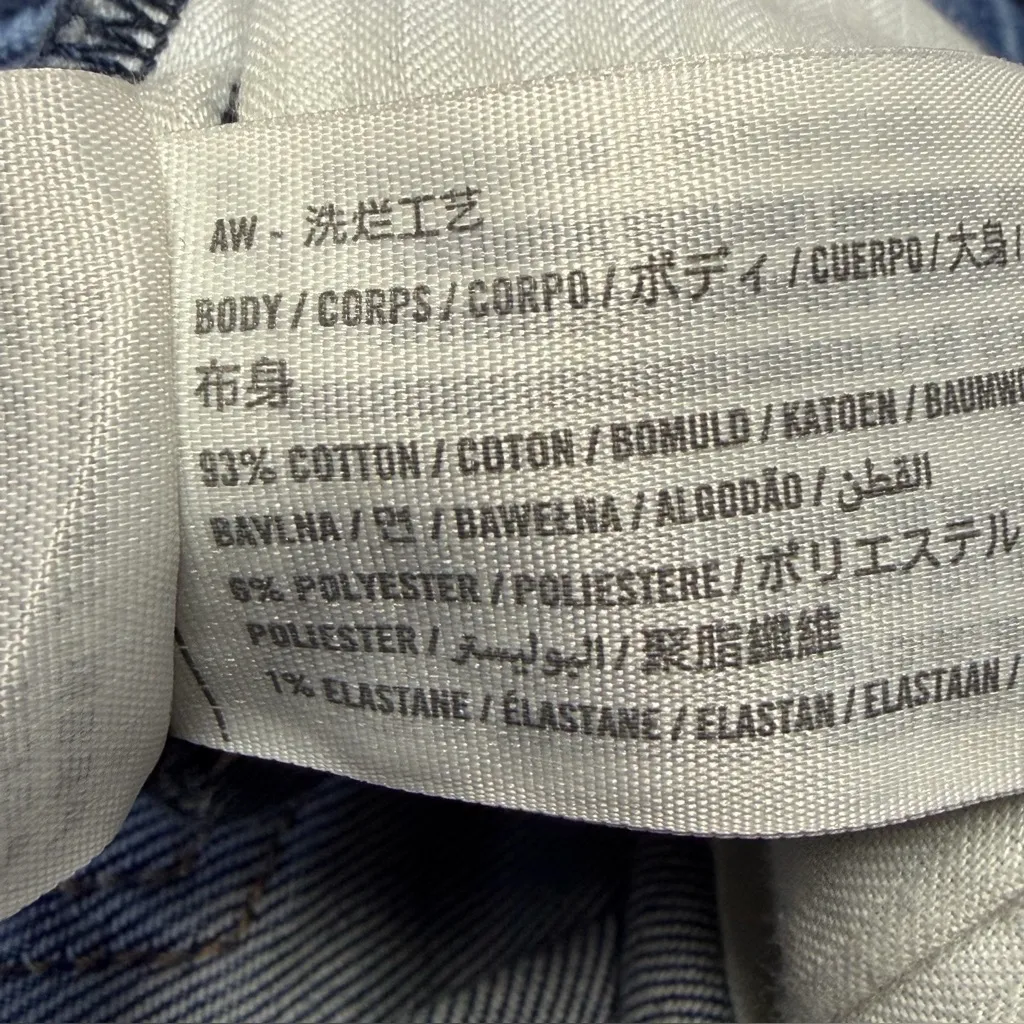 AW - 洗烂工艺
BODY / CORPS / CORPO / ボディ / CUERPO / 大身 /
布身
93% COTTON / COTON / BOMULD / KATOEN /
BAVLNA / 면 / BAWEŁNA / ALGODÃO / القطن
6% POLYESTER / POLIESTERE / ポリエステル
POLIESTER / البوليستر / 聚脂纖維
1% ELASTANE / ÉLASTANE / ELASTAN / ELASTAAN /